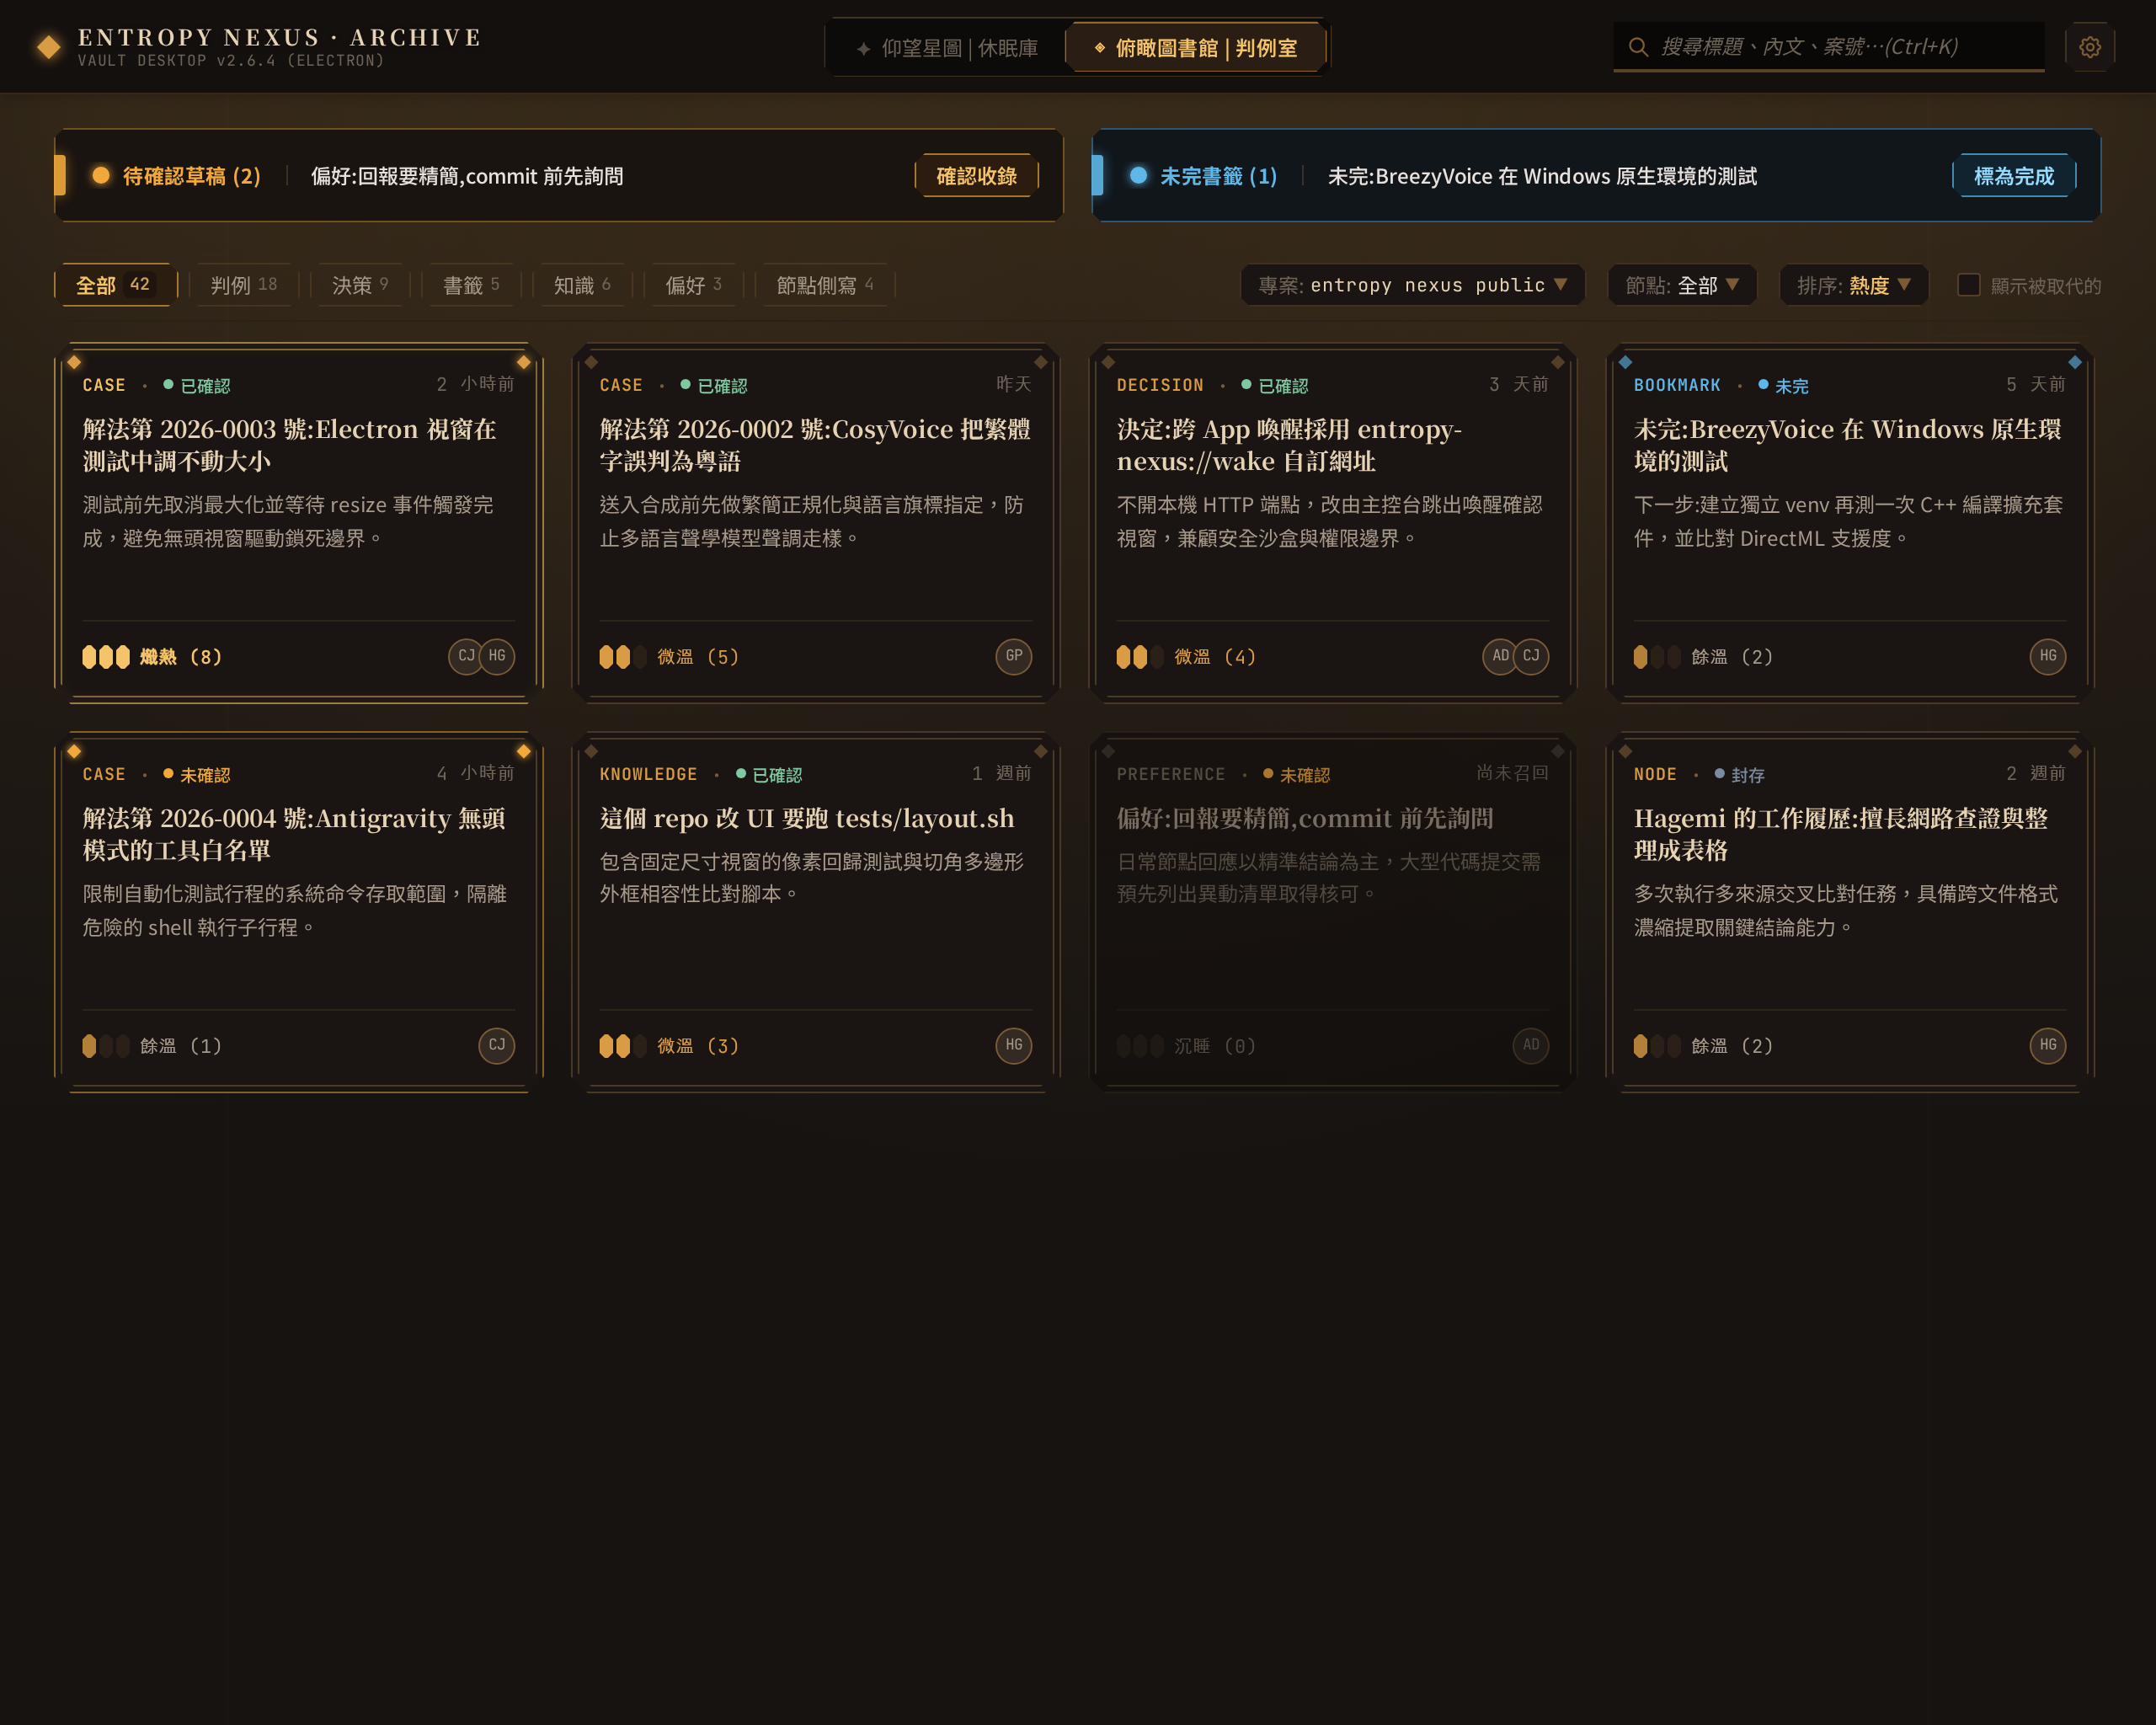 ENTROPY NEXUS · ARCHIVE
VAULT DESKTOP v2.6.4 (ELECTRON)
仰望星圖 | 休眠庫
俯瞰圖書館 | 判例室
搜尋標題、內文、案號…(Ctrl+K)
待確認草稿 (2)
偏好:回報要精簡,commit 前先詢問
確認收錄
未完書籤 (1)
未完:BreezyVoice 在 Windows 原生環境的測試
標為完成
全部 42
判例 18
決策 9
書籤 5
知識 6
偏好 3
節點側寫 4
專案: entropy nexus public ▼
節點: 全部 ▼
排序: 熱度 ▼
顯示被取代的
CASE · 已確認 2 小時前
解法第 2026-0003 號:Electron 視窗在
測試中調不動大小
測試前先取消最大化並等待 resize 事件觸發完
成，避免無頭視窗驅動鎖死邊界。
熾熱 (8)
CJ HG
CASE · 已確認 昨天
解法第 2026-0002 號:CosyVoice 把繁體
字誤判為粵語
送入合成前先做繁簡正規化與語言旗標指定，防
止多語言聲學模型聲調走樣。
微溫 (5)
GP
DECISION · 已確認 3 天前
決定:跨 App 喚醒採用 entropy-
nexus://wake 自訂網址
不開本機 HTTP 端點，改由主控台跳出喚醒確認
視窗，兼顧安全沙盒與權限邊界。
微溫 (4)
AD CJ
BOOKMARK · 未完 5 天前
未完:BreezyVoice 在 Windows 原生環
境的測試
下一步:建立獨立 venv 再測一次 C++ 編譯擴充套
件，並比對 DirectML 支援度。
餘溫 (2)
HG
CASE · 未確認 4 小時前
解法第 2026-0004 號:Antigravity 無頭
模式的工具白名單
限制自動化測試行程的系統命令存取範圍，隔離
危險的 shell 執行子行程。
餘溫 (1)
CJ
KNOWLEDGE · 已確認 1 週前
這個 repo 改 UI 要跑 tests/layout.sh
包含固定尺寸視窗的像素回歸測試與切角多邊形
外框相容性比對腳本。
微溫 (3)
HG
PREFERENCE · 未確認 尚未召回
偏好:回報要精簡,commit 前先詢問
日常節點回應以精準結論為主，大型代碼提交需
預先列出異動清單取得核可。
沉睡 (0)
AD
NODE · 封存 2 週前
Hagemi 的工作履歷:擅長網路查證與整
理成表格
多次執行多來源交叉比對任務，具備跨文件格式
濃縮提取關鍵結論能力。
餘溫 (2)
HG